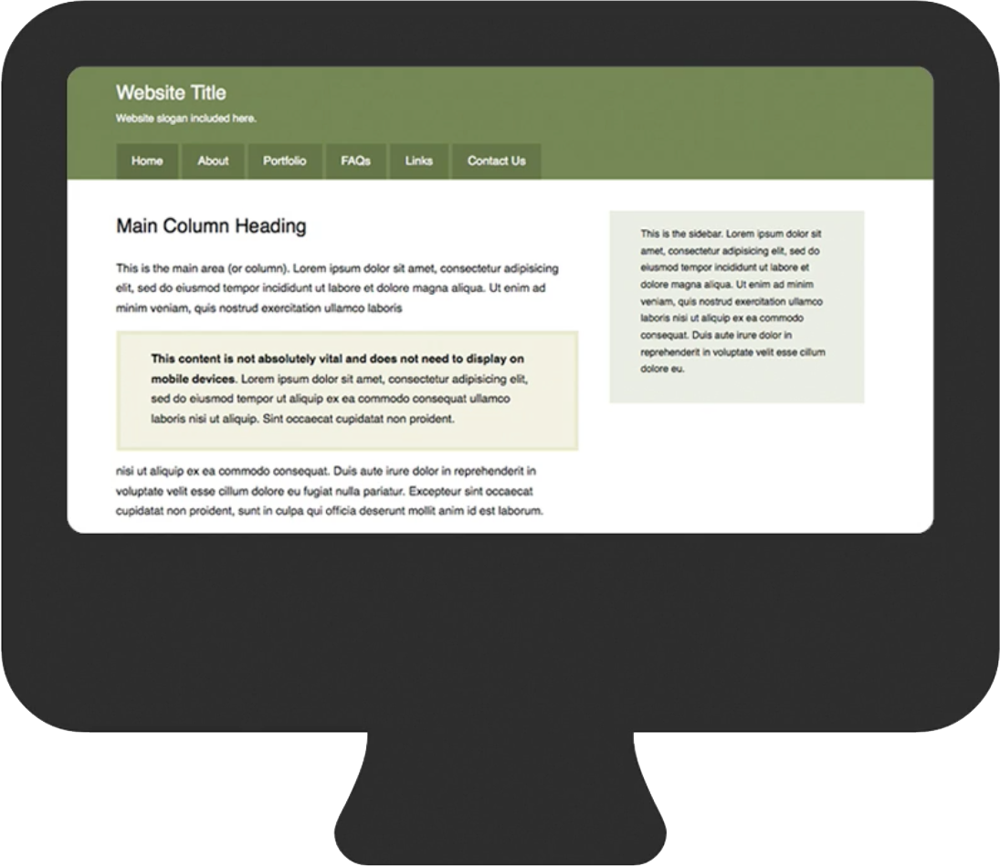 Website Title
Website slogan included here.
Home About Portfolio FAQs Links Contact Us
Main Column Heading
This is the main area (or column). Lorem ipsum dolor sit amet, consectetur adipisicing
elit, sed do eiusmod tempor incididunt ut labore et dolore magna aliqua. Ut enim ad
minim veniam, quis nostrud exercitation ullamco laboris
This content is not absolutely vital and does not need to display on
mobile devices. Lorem ipsum dolor sit amet, consectetur adipisicing elit,
sed do eiusmod tempor ut aliquip ex ea commodo consequat ullamco
laboris nisi ut aliquip. Sint occaecat cupidatat non proident.
nisi ut aliquip ex ea commodo consequat. Duis aute irure dolor in reprehenderit in
voluptate velit esse cillum dolore eu fugiat nulla pariatur. Excepteur sint occaecat
cupidatat non proident, sunt in culpa qui officia deserunt mollit anim id est laborum.
This is the sidebar. Lorem ipsum dolor sit
amet, consectetur adipisicing elit, sed do
eiusmod tempor incididunt ut labore et
dolore magna aliqua. Ut enim ad minim
veniam, quis nostrud exercitation ullamco
laboris nisi ut aliquip ex ea commodo
consequat. Duis aute irure dolor in
reprehenderit in voluptate velit esse cillum
dolore eu.